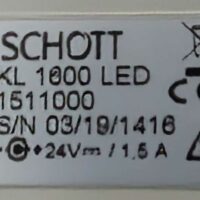 SCHOTT
KL 1600 LED
1511000
S/N 03/19/1416
24V⎓ / 1,5 A